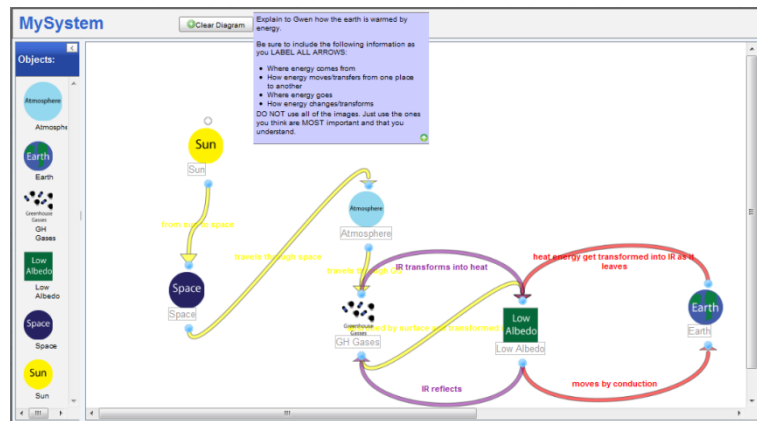 MySystem
Clear Diagram
Explain to Gwen how the earth is warmed by
energy.
Be sure to include the following information as
you LABEL ALL ARROWS:
Where energy comes from
How energy moves/transfers from one place
to another
Where energy goes
How energy changes/transforms
DO NOT use all of the images. Just use the ones
you think are MOST important and that you
understand.
Objects:
Atmosphere
Atmosphe
Earth
Earth
Greenhouse
Gasses
GH
Gases
Low
Albedo
Low
Albedo
Space
Space
Sun
Sun
Sun
Sun
from sun to space
Space
Space
travels through space
Atmosphere
Atmosphere
travels through
Greenhouse
Gasses
GH Gases
IR transforms into heat
by surface and transformed
Low
Albedo
Low Albedo
IR reflects
heat energy get transformed into IR as it
leaves
Earth
Earth
moves by conduction